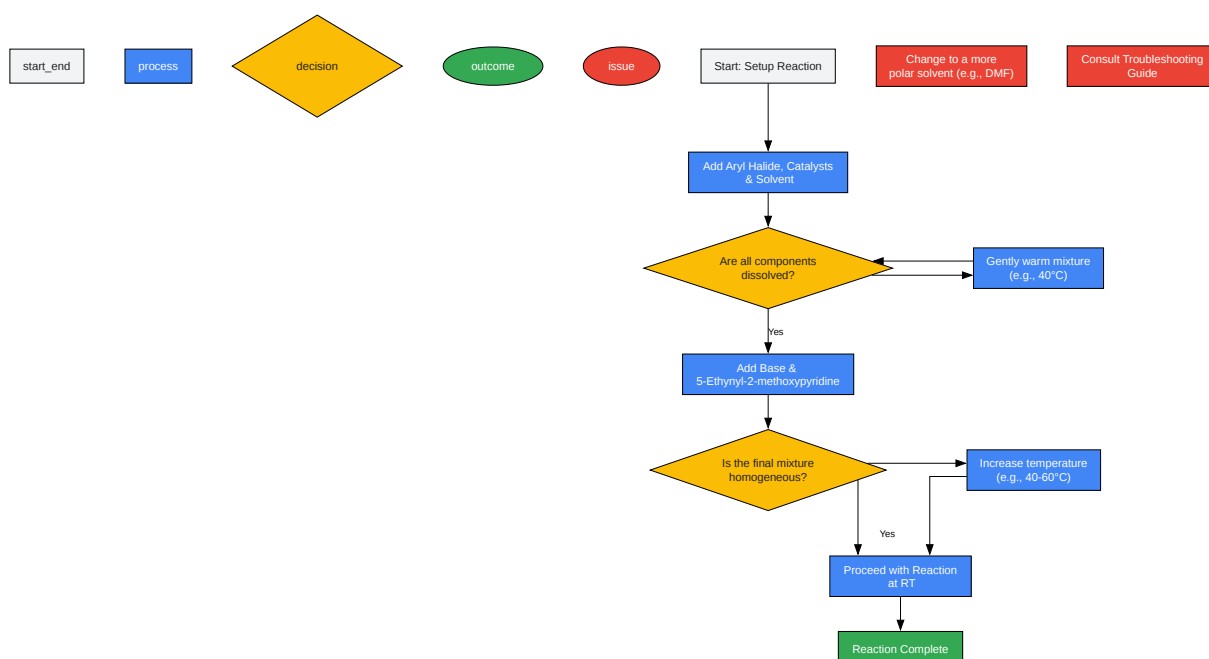 start_end
process
decision
outcome
issue
Start: Setup Reaction
Change to a more
polar solvent (e.g., DMF)
Consult Troubleshooting
Guide
Add Aryl Halide, Catalysts
& Solvent
Are all components
dissolved?
Gently warm mixture
(e.g., 40°C)
Yes
Add Base &
5-Ethynyl-2-methoxypyridine
Is the final mixture
homogeneous?
Increase temperature
(e.g., 40-60°C)
Yes
Proceed with Reaction
at RT
Reaction Complete